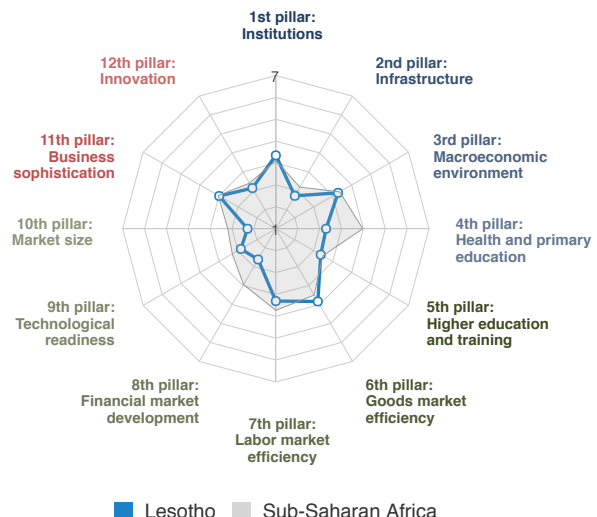 1st pillar:
Institutions
2nd pillar:
Infrastructure
3rd pillar:
Macroeconomic
environment
4th pillar:
Health and primary
education
5th pillar:
Higher education
and training
6th pillar:
Goods market
efficiency
7th pillar:
Labor market
efficiency
8th pillar:
Financial market
development
9th pillar:
Technological
readiness
10th pillar:
Market size
11th pillar:
Business
sophistication
12th pillar:
Innovation
7
1
Lesotho Sub-Saharan Africa